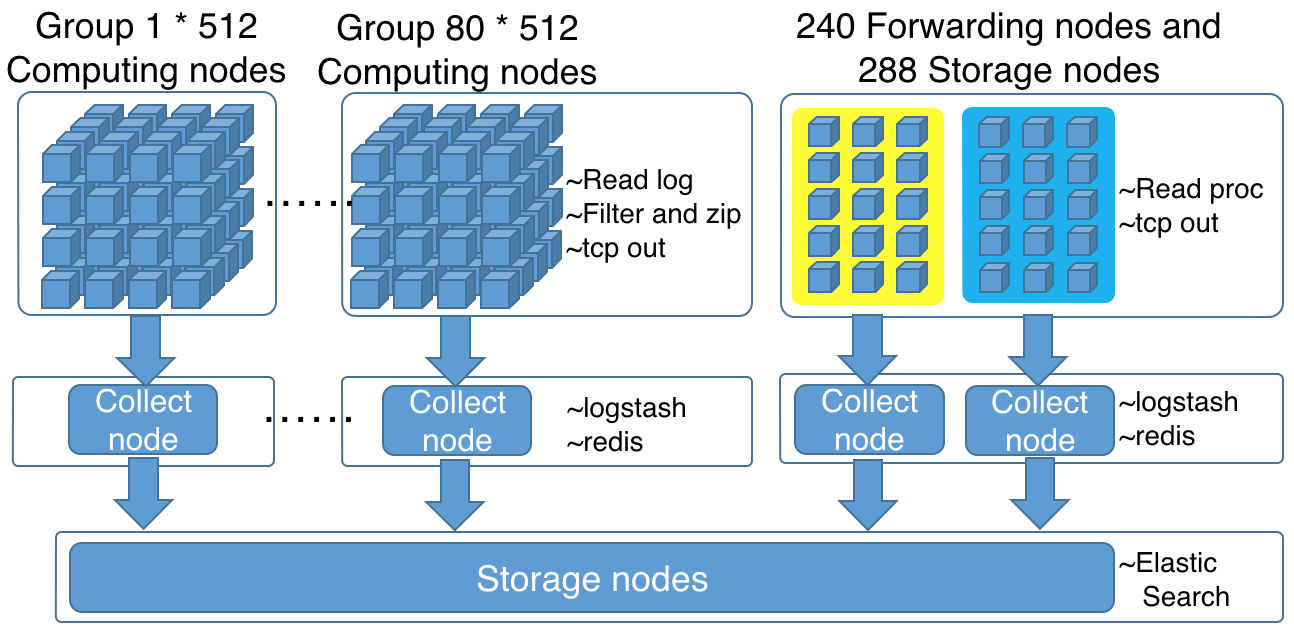 Group 1 * 512
Computing nodes
Group 80 * 512
Computing nodes
240 Forwarding nodes and
288 Storage nodes
......
~Read log
~Filter and zip
~tcp out
~Read proc
~tcp out
Collect
node
......
Collect
node
~logstash
~redis
Collect
node
Collect
node
~logstash
~redis
Storage nodes
~Elastic
Search